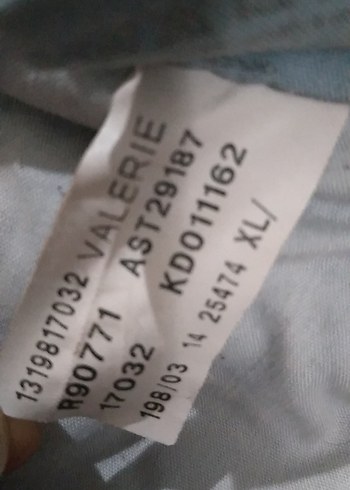 1319817032 VALERIE
R90771 AST29187
17032 KD011162
198/03 14 25474 XL/